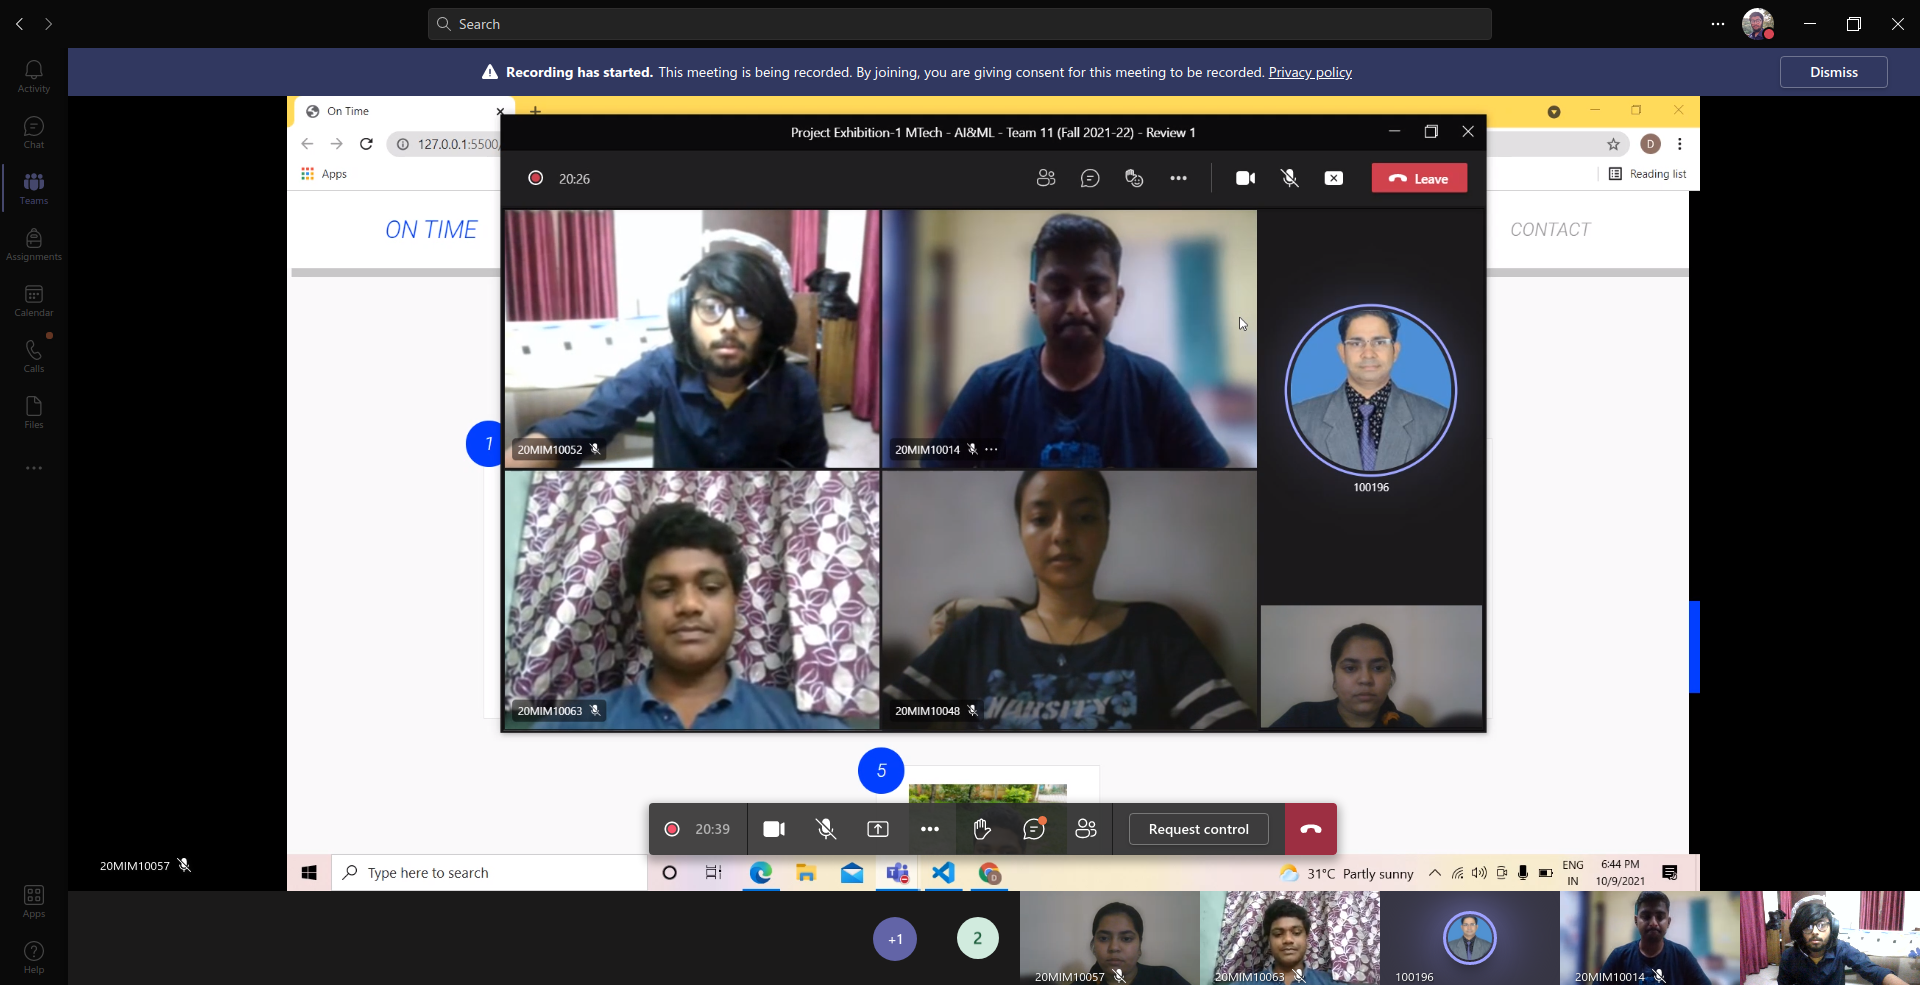 Search
Recording has started. This meeting is being recorded. By joining, you are giving consent for this meeting to be recorded. Privacy policy
Dismiss
Activity
Chat
Teams
Assignments
Calendar
Calls
Files
Apps
Help
On Time
127.0.0.1:5500/
D
Apps
Reading list
ON TIME
CONTACT
Project Exhibition-1 MTech - AI&ML - Team 11 (Fall 2021-22) - Review 1
20:26
Leave
20MIM10052
20MIM10014
100196
1
20MIM10063
20MIM10048
5
20:39
Request control
20MIM10057
Type here to search
D
31°C Partly sunny
ENG
IN
6:44 PM
10/9/2021
+1
2
20MIM10057
20MIM10063
100196
20MIM10014